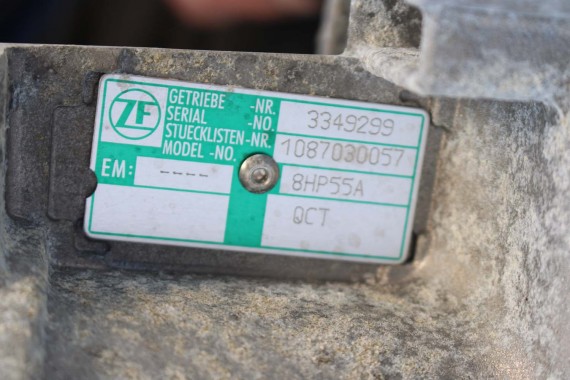 ZF
GETRIEBE -NR. 3349299
SERIAL -NO.
STUECKLISTEN-NR. 1087030057
MODEL -NO.
EM: ---- 8HP55A
QCT